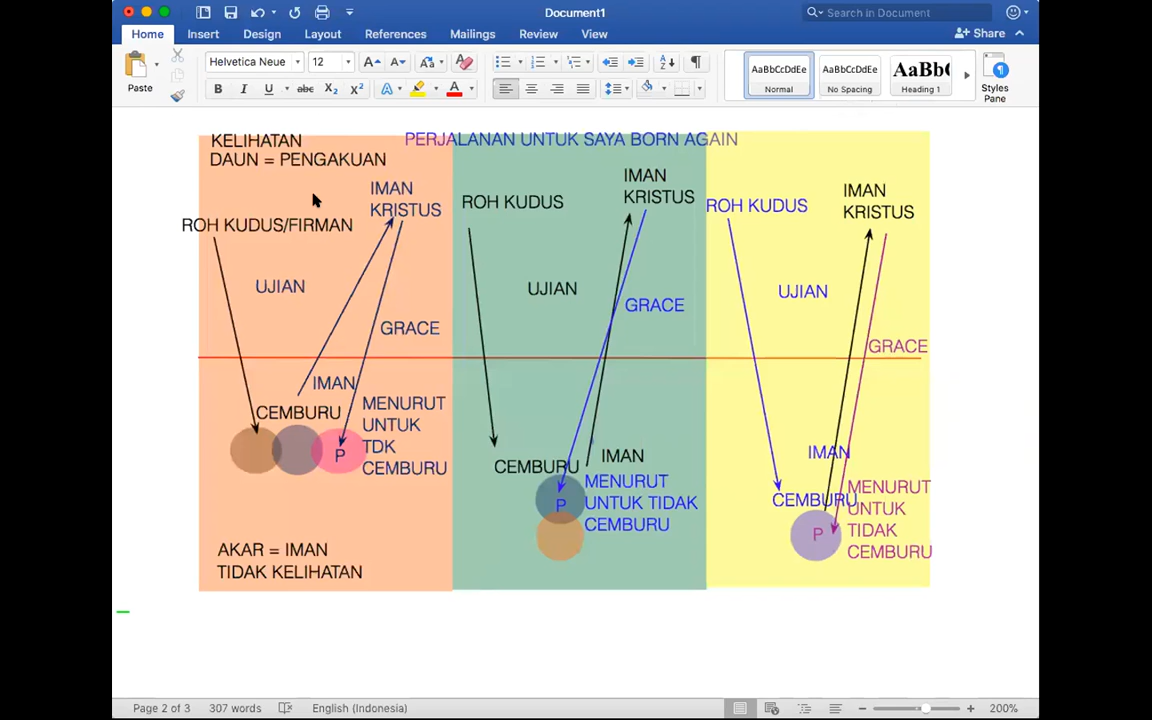 Document1
Search in Document
Home
Insert
Design
Layout
References
Mailings
Review
View
Share
Paste
Helvetica Neue
12
AaBbCcDdEe
Normal
AaBbCcDdEe
No Spacing
AaBb(
Heading 1
Styles
Pane
KELIHATAN
DAUN = PENGAKUAN
PERJALANAN UNTUK SAYA BORN AGAIN
IMAN
KRISTUS
ROH KUDUS/FIRMAN
UJIAN
GRACE
IMAN
CEMBURU
MENURUT
UNTUK
TDK
CEMBURU
P
AKAR = IMAN
TIDAK KELIHATAN
IMAN
KRISTUS
ROH KUDUS
UJIAN
GRACE
IMAN
CEMBURU
MENURUT
UNTUK TIDAK
CEMBURU
P
IMAN
KRISTUS
ROH KUDUS
UJIAN
GRACE
IMAN
CEMBURU
MENURUT
UNTUK
TIDAK
CEMBURU
P
Page 2 of 3
307 words
English (Indonesia)
200%